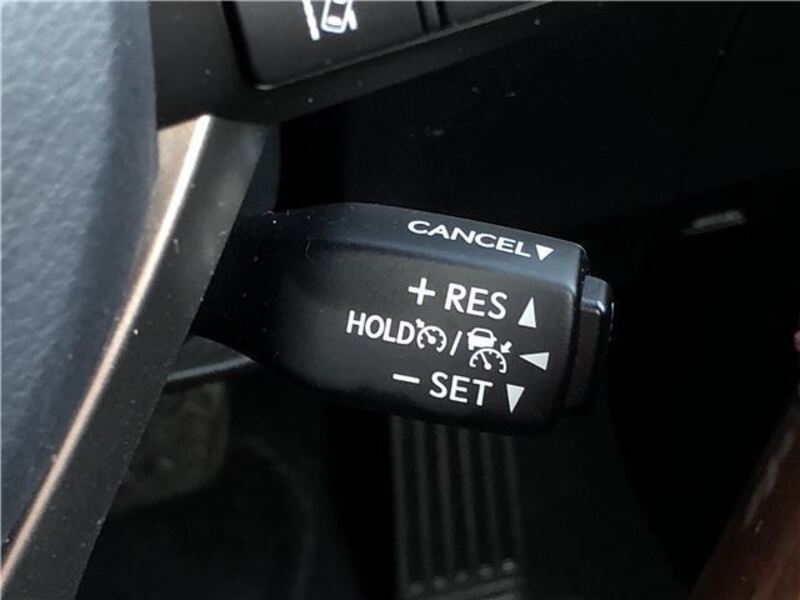 CANCEL▼
+ RES ▲
HOLD / ◀
− SET ▼